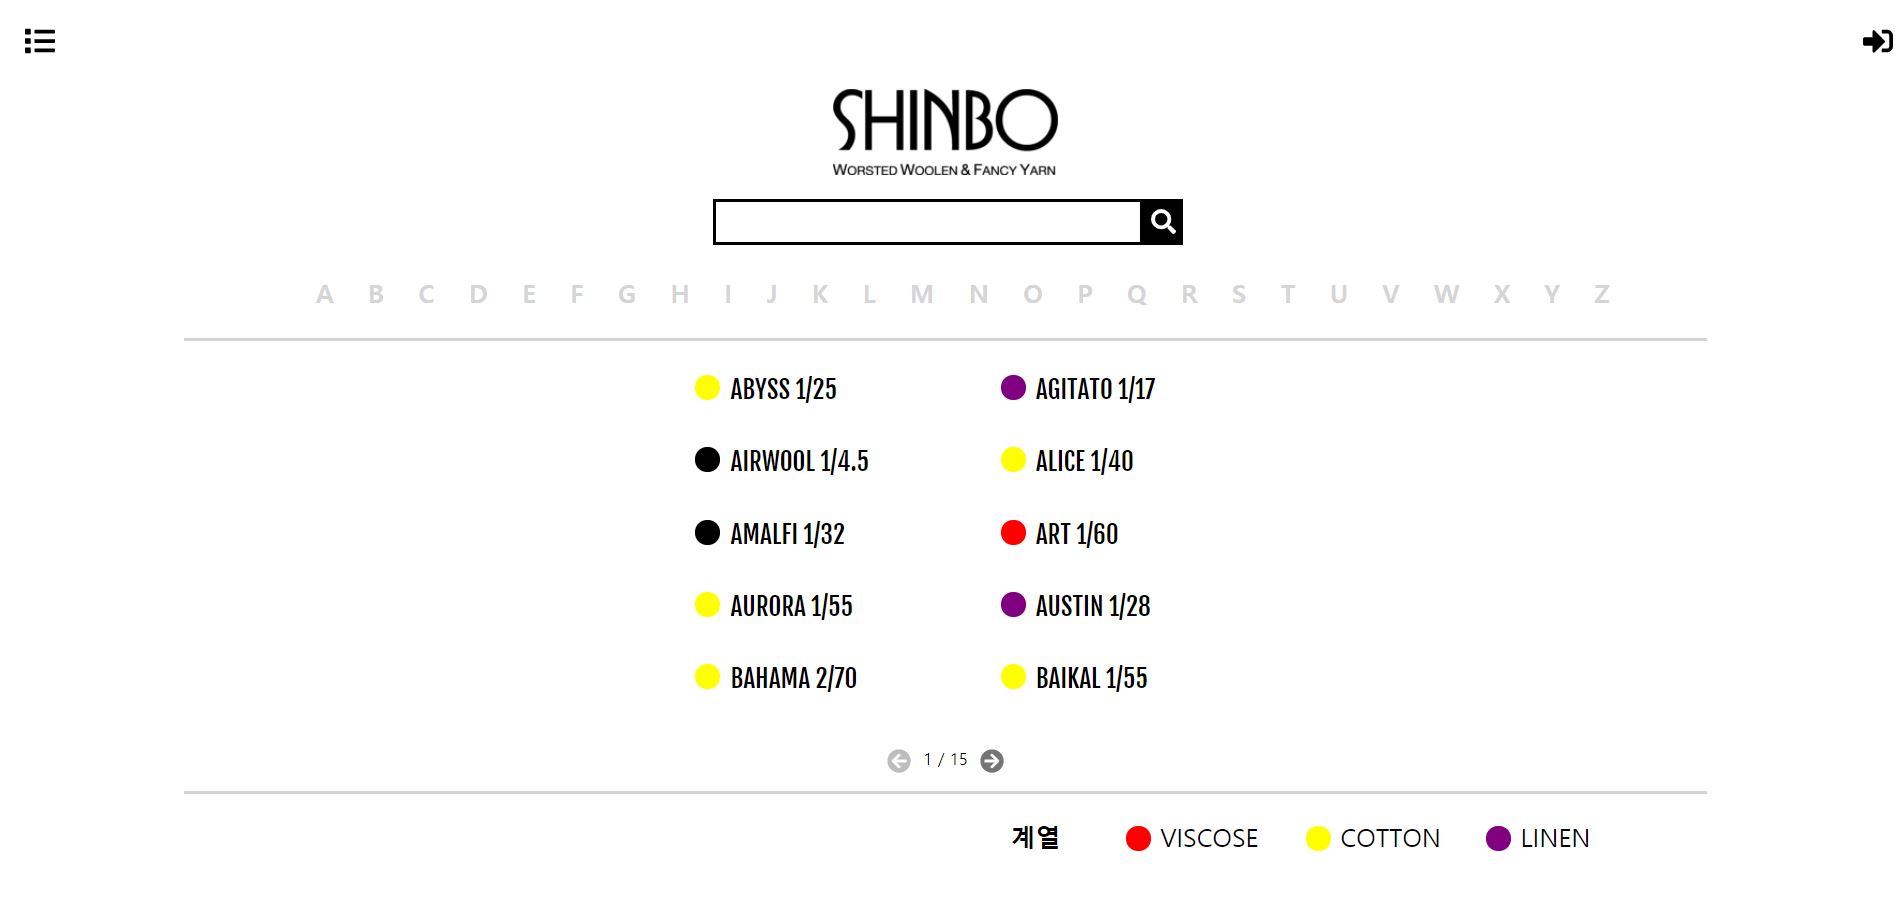 SHINBO
WORSTED WOOLEN & FANCY YARN
A B C D E F G H I J K L M N O P Q R S T U V W X Y Z
ABYSS 1/25 AGITATO 1/17
AIRWOOL 1/4.5 ALICE 1/40
AMALFI 1/32 ART 1/60
AURORA 1/55 AUSTIN 1/28
BAHAMA 2/70 BAIKAL 1/55
1 / 15
계열 VISCOSE COTTON LINEN